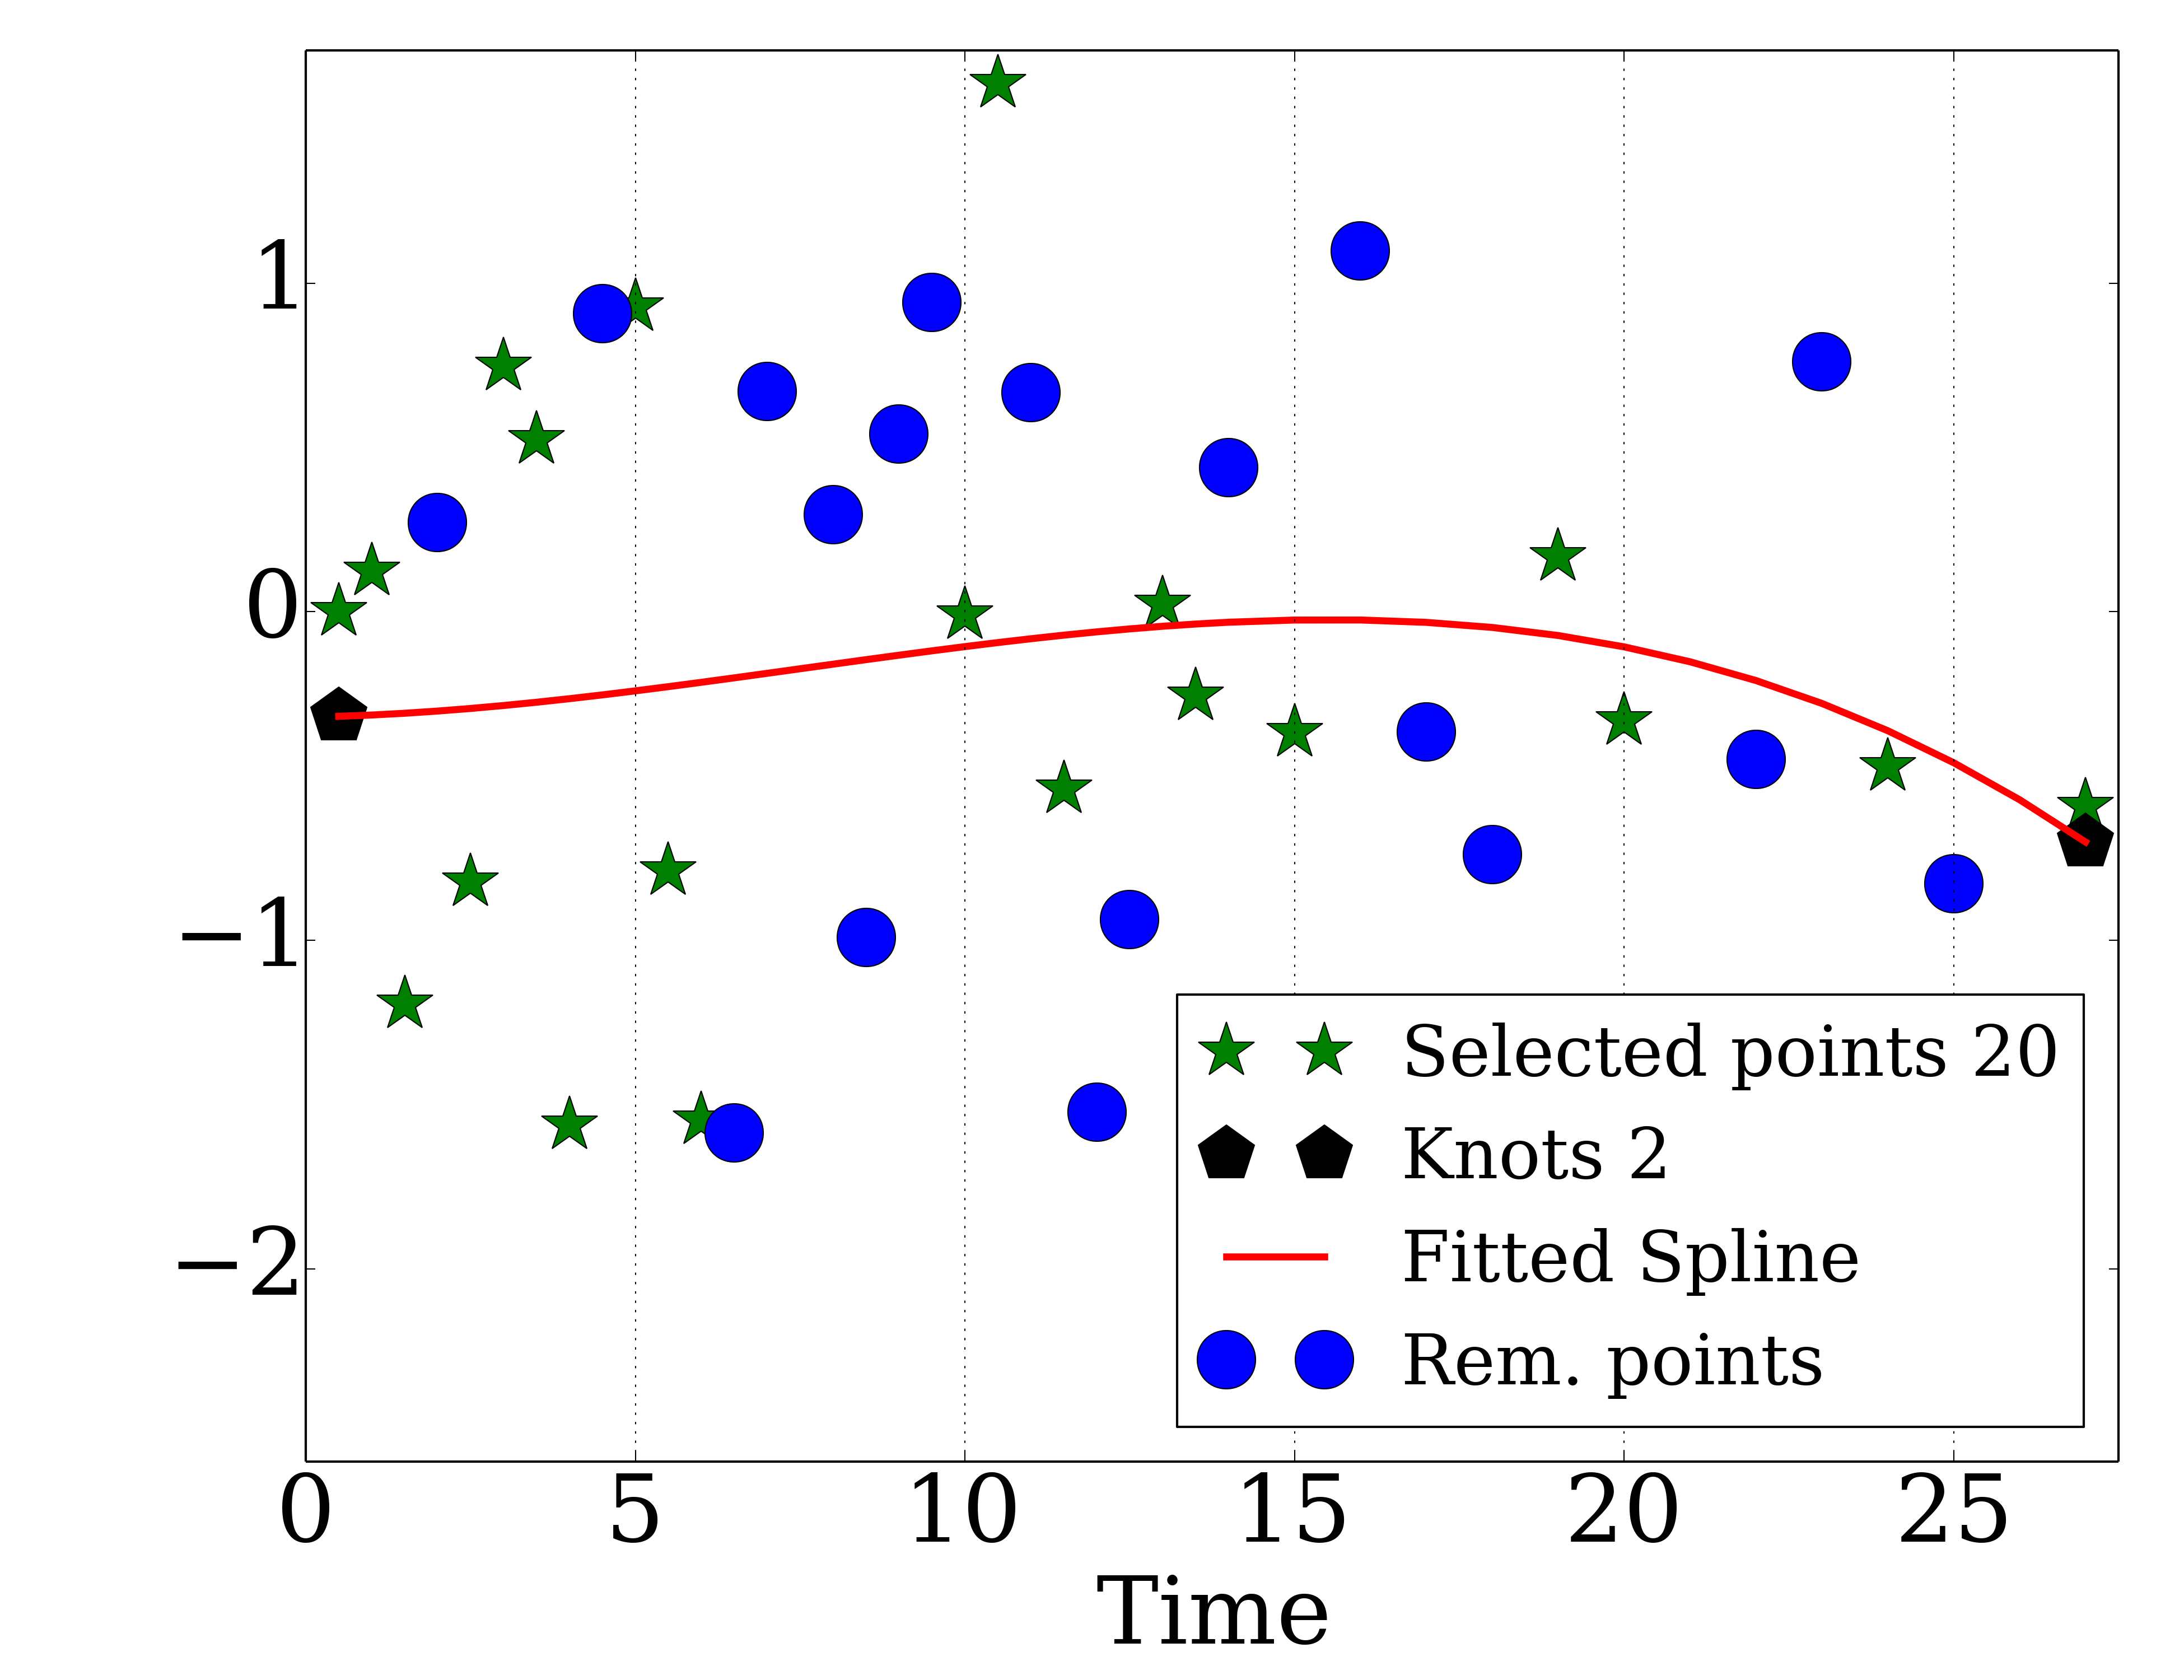 1
0
−1
−2
Selected points 20
Knots 2
Fitted Spline
Rem. points
0 5 10 15 20 25
Time